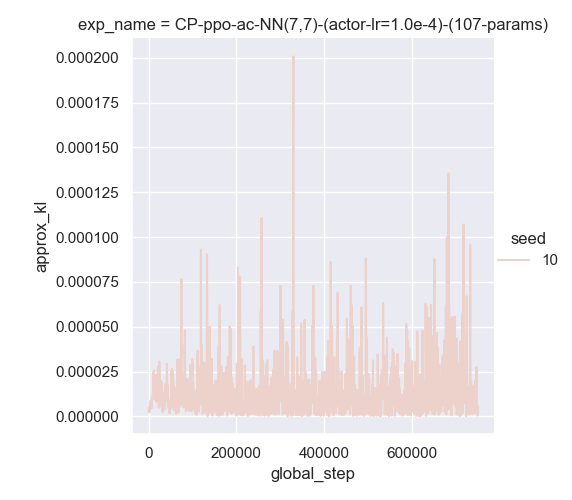 exp_name = CP-ppo-ac-NN(7,7)-(actor-lr=1.0e-4)-(107-params)
0.000200
0.000175
0.000150
0.000125
0.000100
0.000075
0.000050
0.000025
0.000000
approx_kl
0 200000 400000 600000
global_step
seed
10